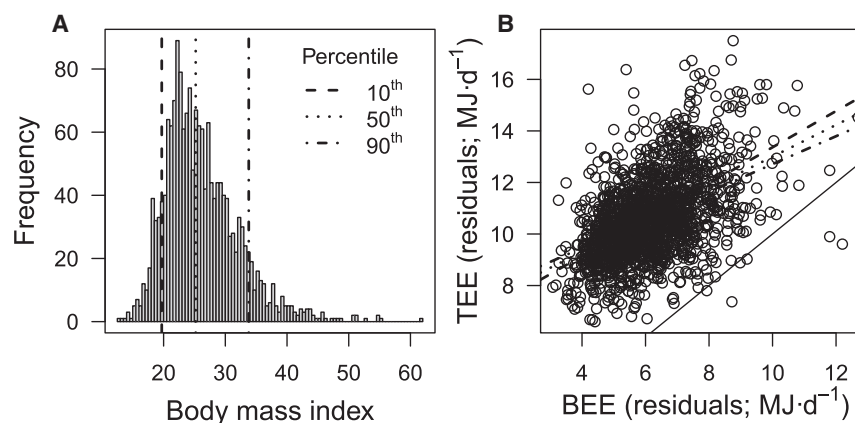 A
Percentile
10th
50th
90th
80
60
40
20
0
Frequency
20 30 40 50 60
Body mass index
B
16
14
12
10
8
TEE (residuals; MJ·d⁻¹)
4 6 8 10 12
BEE (residuals; MJ·d⁻¹)